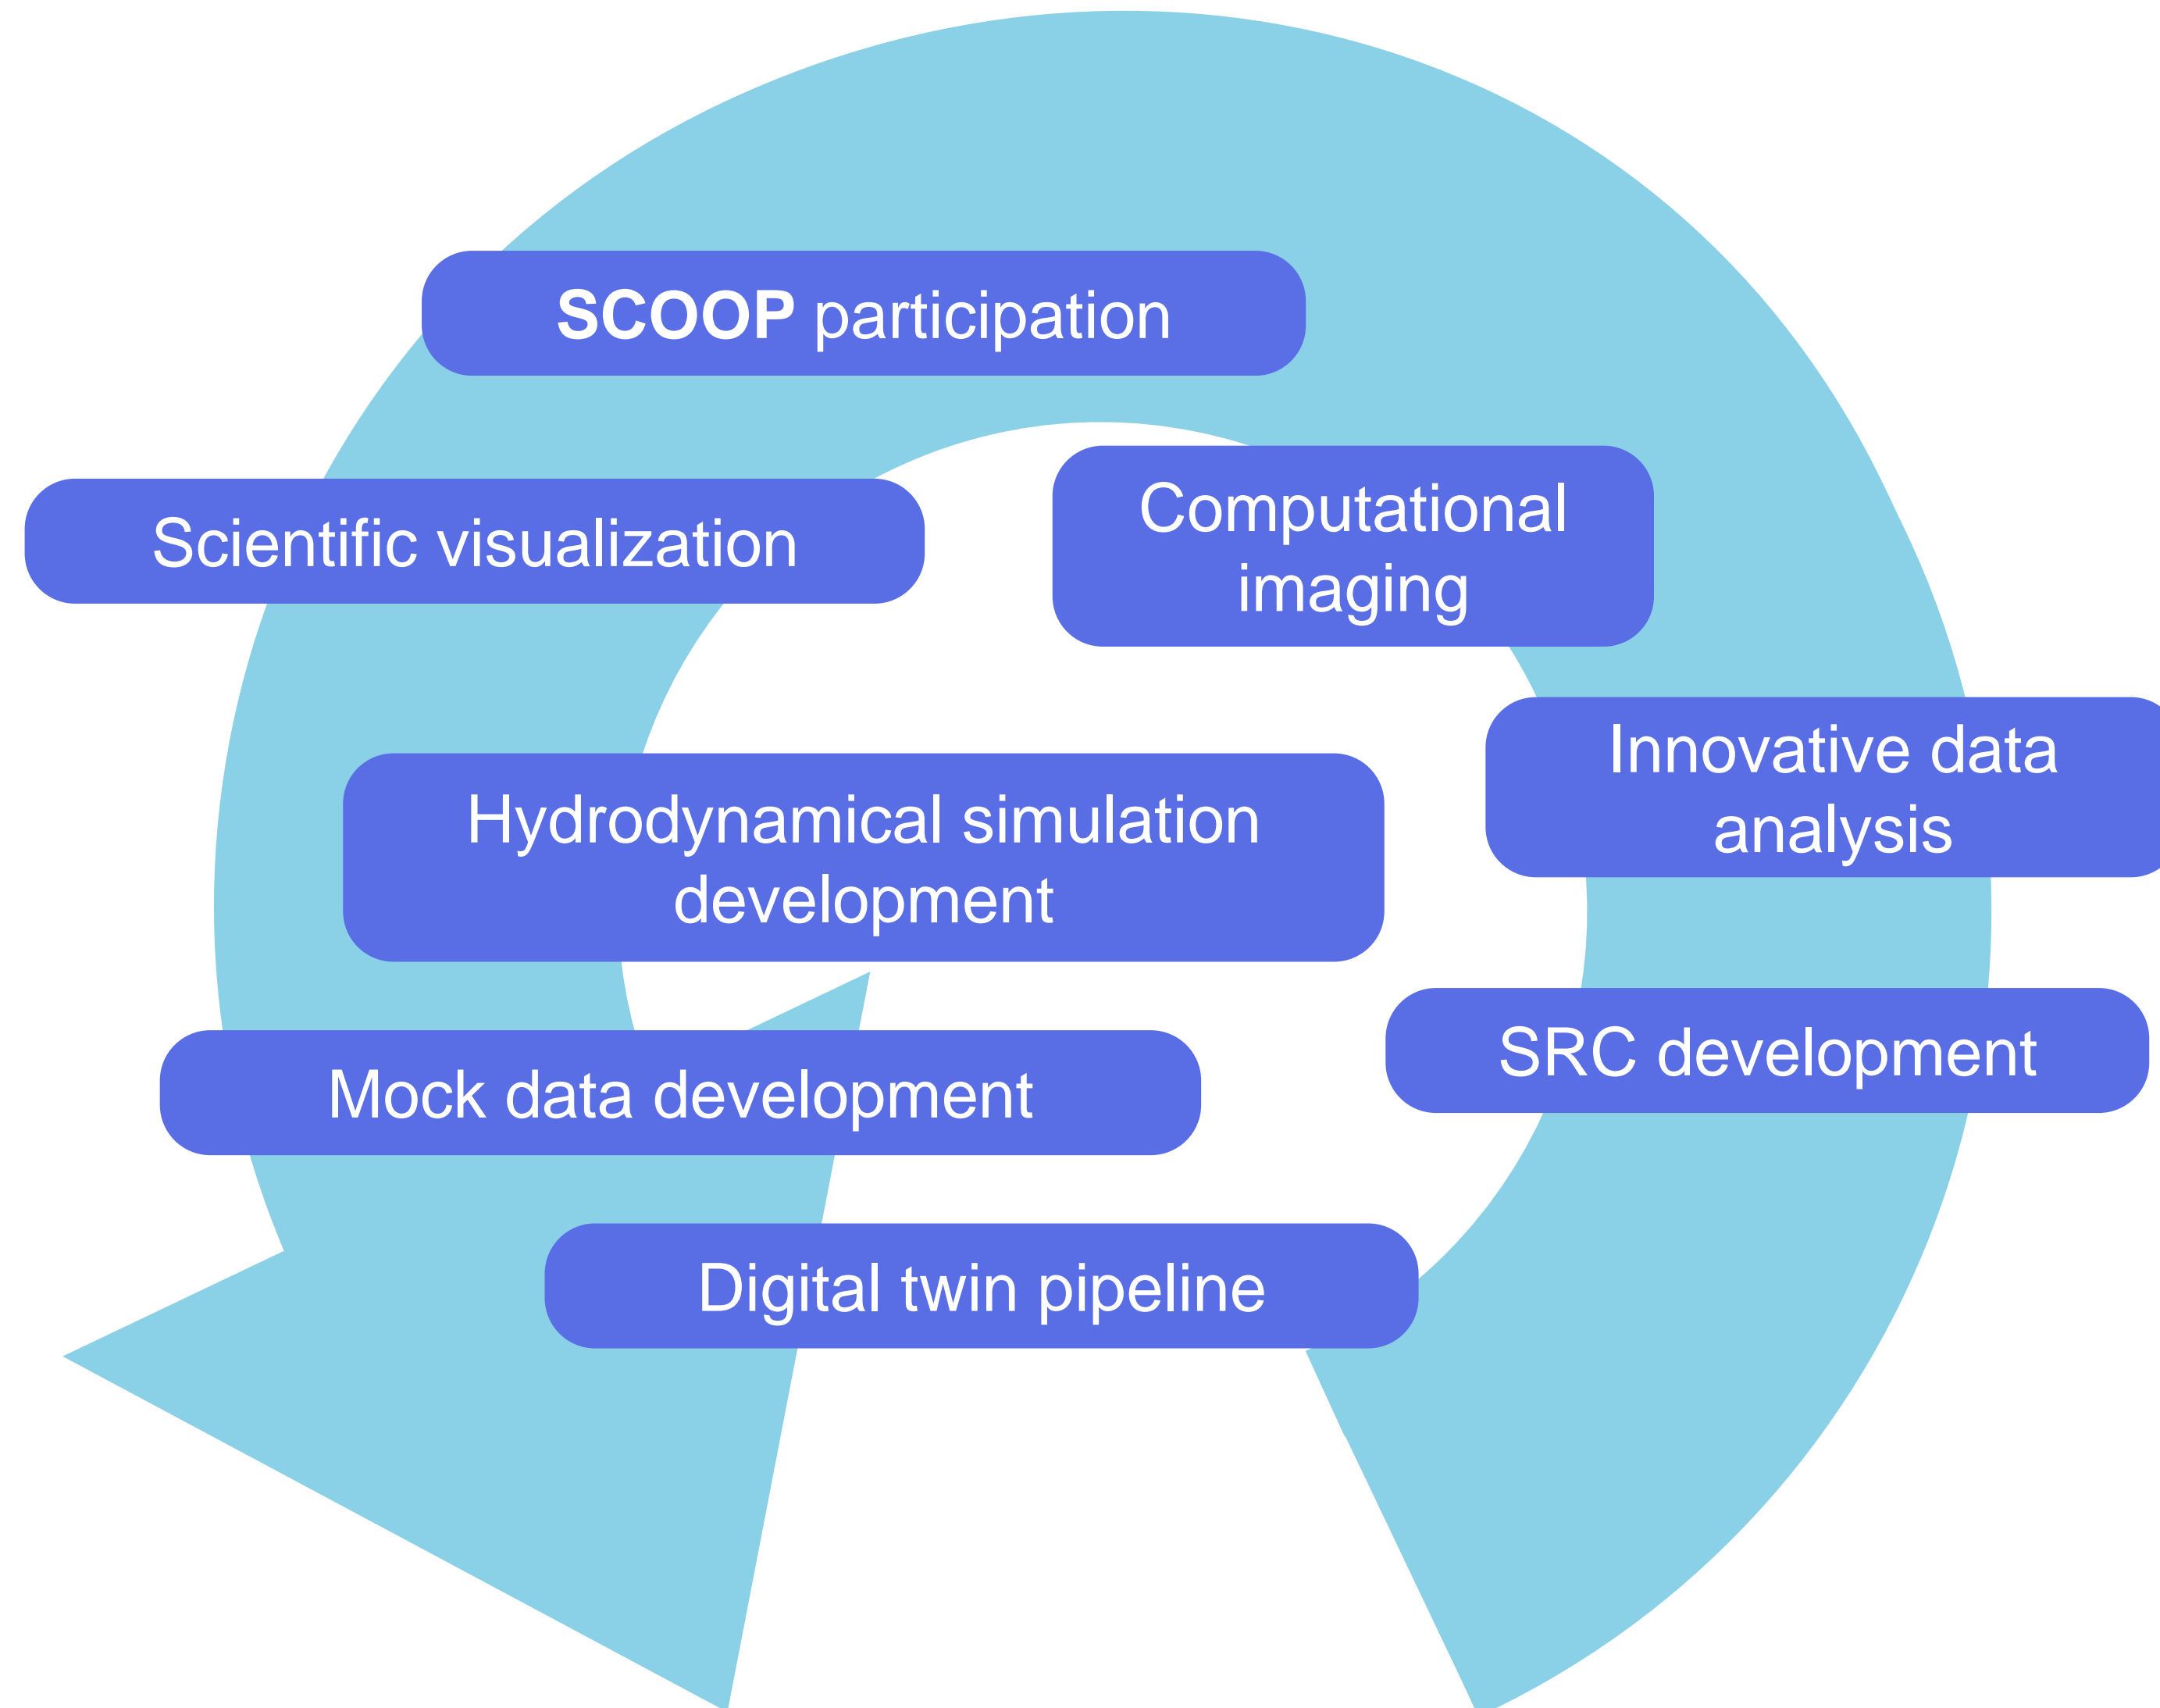 SCOOP participation
Scientific visualization
Computational
imaging
Innovative data
analysis
Hydrodynamical simulation
development
SRC development
Mock data development
Digital twin pipeline